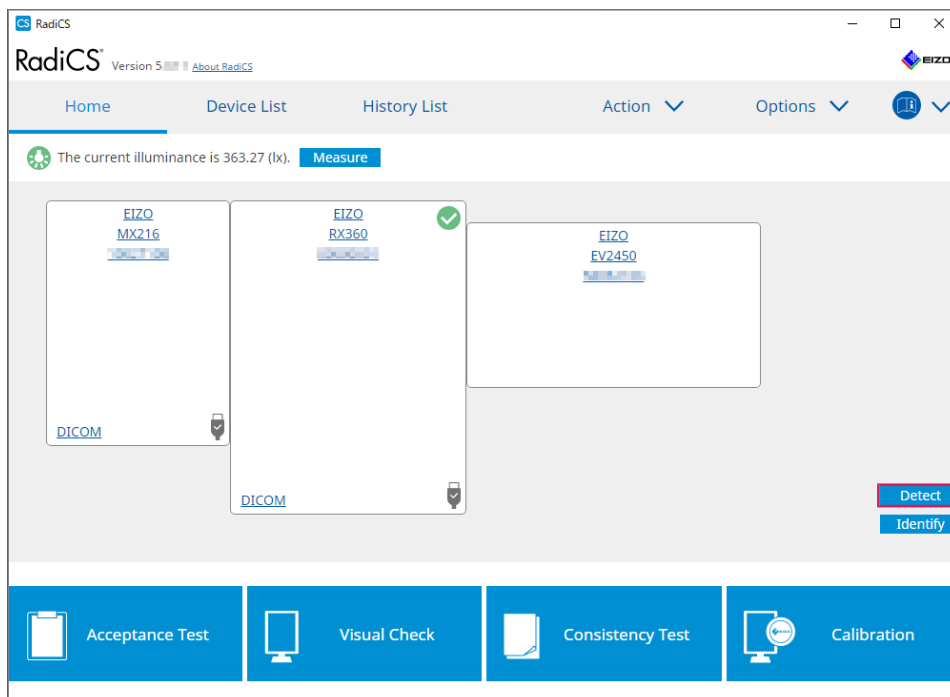 CS RadiCS
RadiCS® Version 5. About RadiCS
EIZO
Home Device List History List Action Options
The current illuminance is 363.27 (lx). Measure
EIZO
MX216
DICOM
EIZO
RX360
DICOM
EIZO
EV2450
Detect
Identify
Acceptance Test Visual Check Consistency Test Calibration